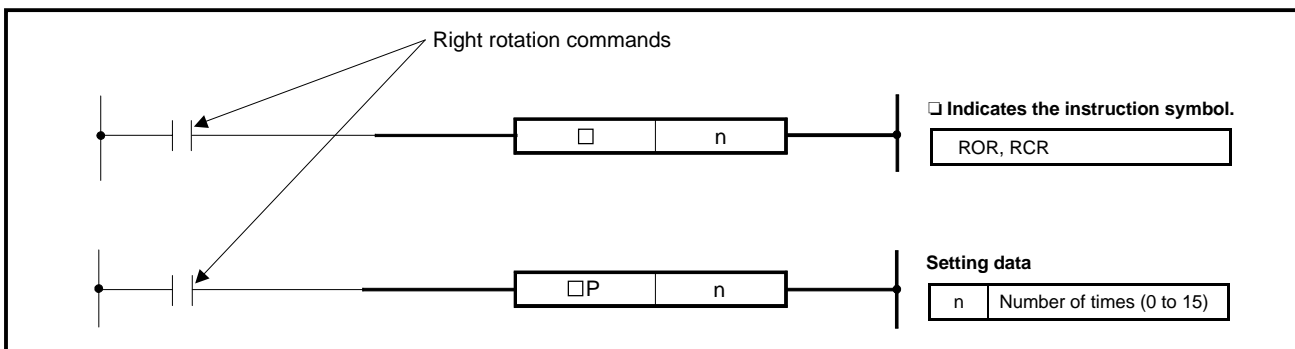 Right rotation commands
□ n
□ Indicates the instruction symbol.
ROR, RCR
□P n
Setting data
n Number of times (0 to 15)